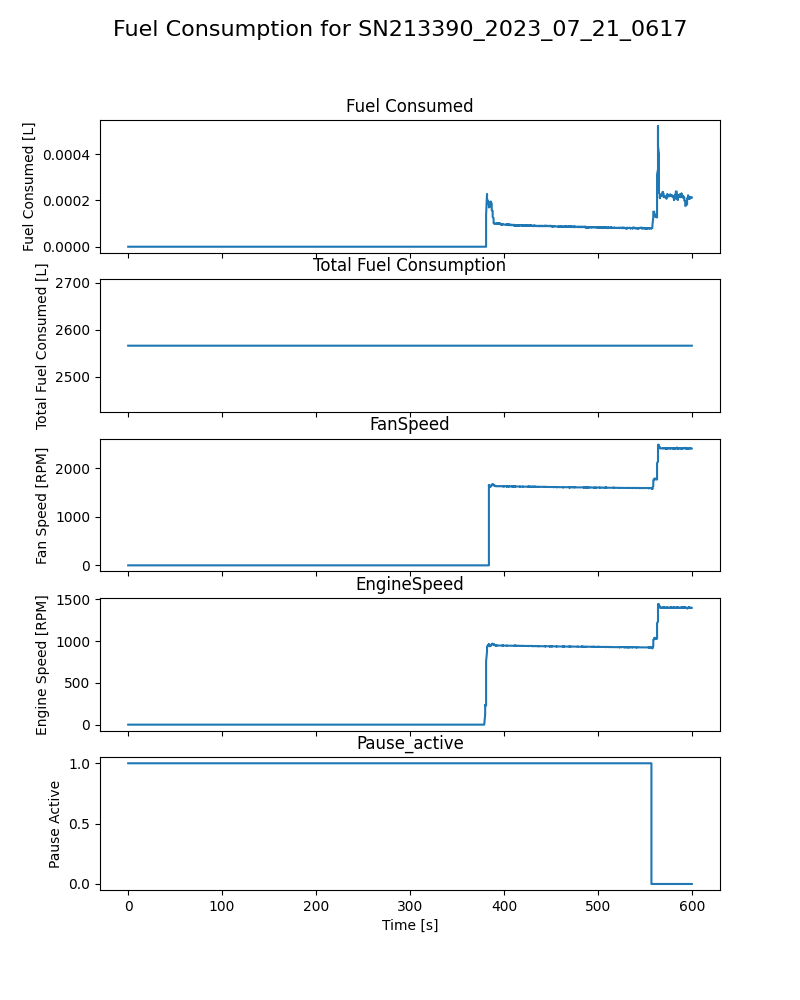 Fuel Consumption for SN213390_2023_07_21_0617
Fuel Consumed
Fuel Consumed [L]
0.0004
0.0002
0.0000
Total Fuel Consumption
Total Fuel Consumed [L]
2700
2600
2500
FanSpeed
Fan Speed [RPM]
2000
1000
0
EngineSpeed
Engine Speed [RPM]
1500
1000
500
0
Pause_active
Pause Active
1.0
0.5
0.0
0 100 200 300 400 500 600
Time [s]